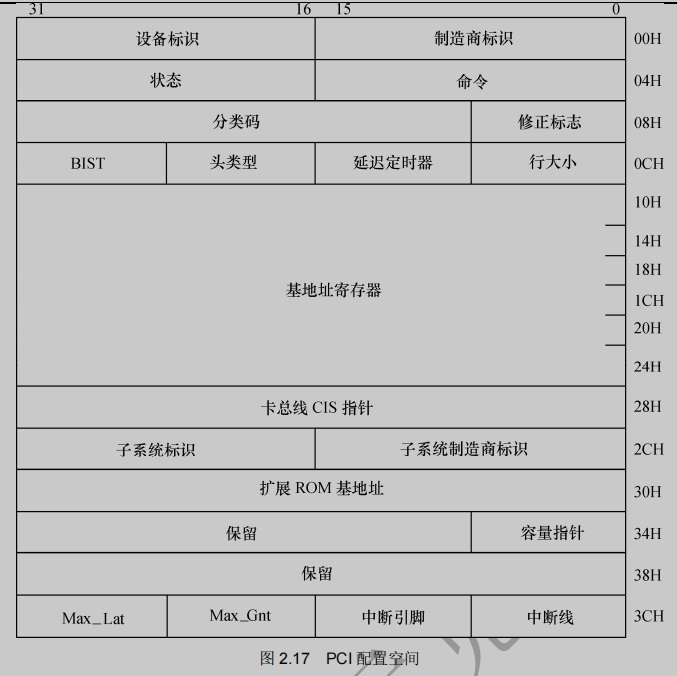 31 16 15 0
设备标识 制造商标识 00H
状态 命令 04H
分类码 修正标志 08H
BIST 头类型 延迟定时器 行大小 0CH
10H
14H
18H
基地址寄存器
1CH
20H
24H
卡总线 CIS 指针 28H
子系统标识 子系统制造商标识 2CH
扩展 ROM 基地址 30H
保留 容量指针 34H
保留 38H
Max_Lat Max_Gnt 中断引脚 中断线 3CH
图 2.17 PCI 配置空间